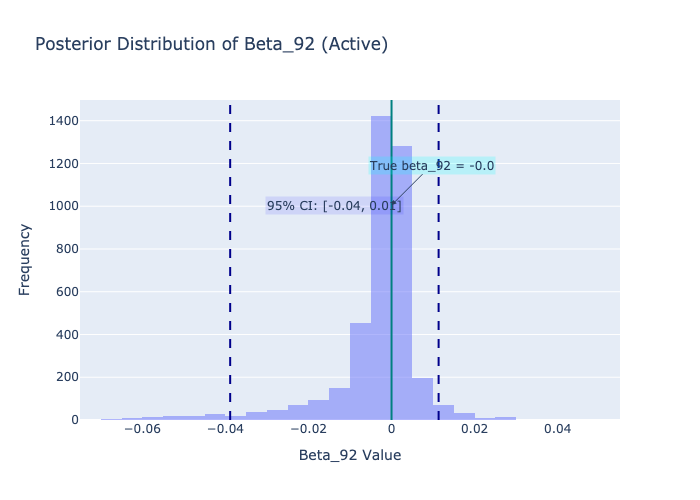 Posterior Distribution of Beta_92 (Active)
1400
1200
1000
800
600
400
200
0
Frequency
True beta_92 = -0.0
95% CI: [-0.04, 0.01]
−0.06
−0.04
−0.02
0
0.02
0.04
Beta_92 Value